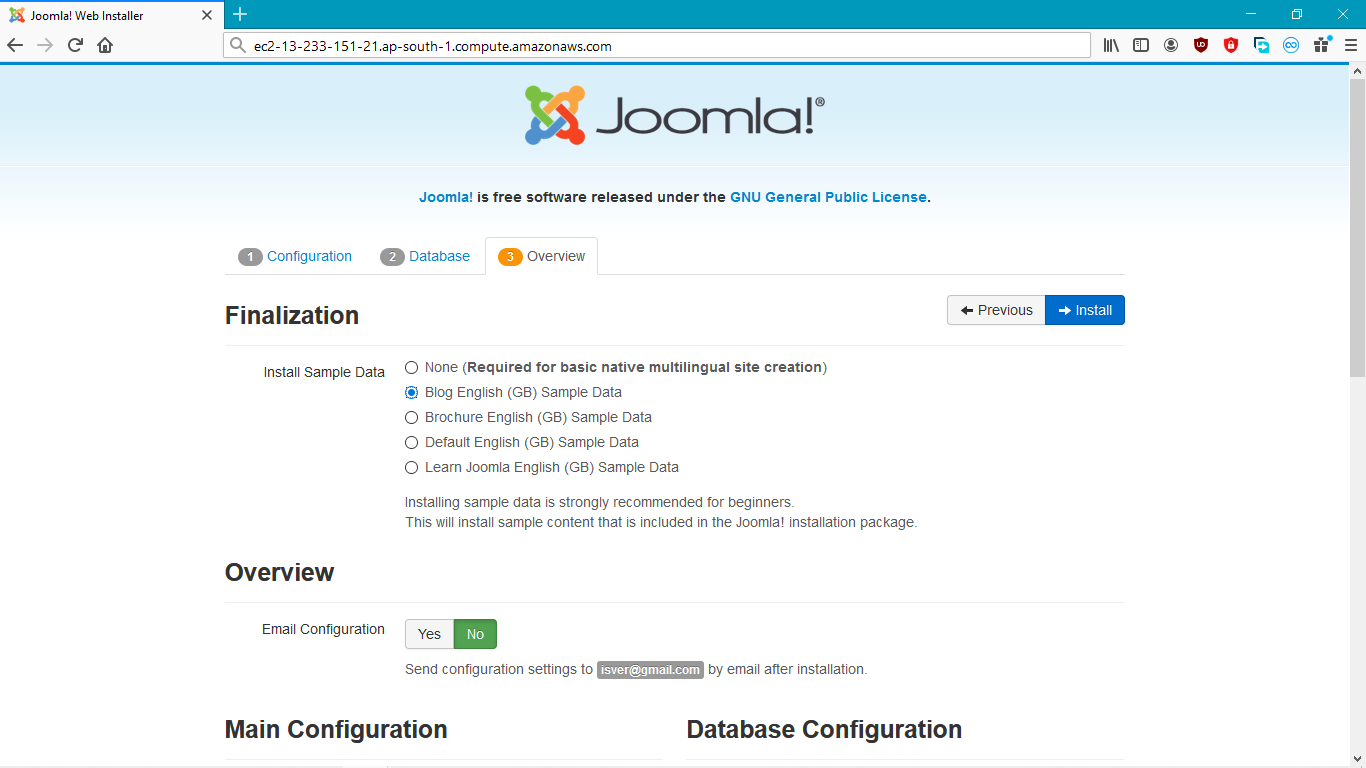 Joomla! Web Installer
ec2-13-233-151-21.ap-south-1.compute.amazonaws.com
Joomla!®
Joomla! is free software released under the GNU General Public License.
1 Configuration 2 Database 3 Overview
Finalization
Previous Install
Install Sample Data
None (Required for basic native multilingual site creation)
Blog English (GB) Sample Data
Brochure English (GB) Sample Data
Default English (GB) Sample Data
Learn Joomla English (GB) Sample Data
Installing sample data is strongly recommended for beginners.
This will install sample content that is included in the Joomla! installation package.
Overview
Email Configuration Yes No
Send configuration settings to isver@gmail.com by email after installation.
Main Configuration Database Configuration